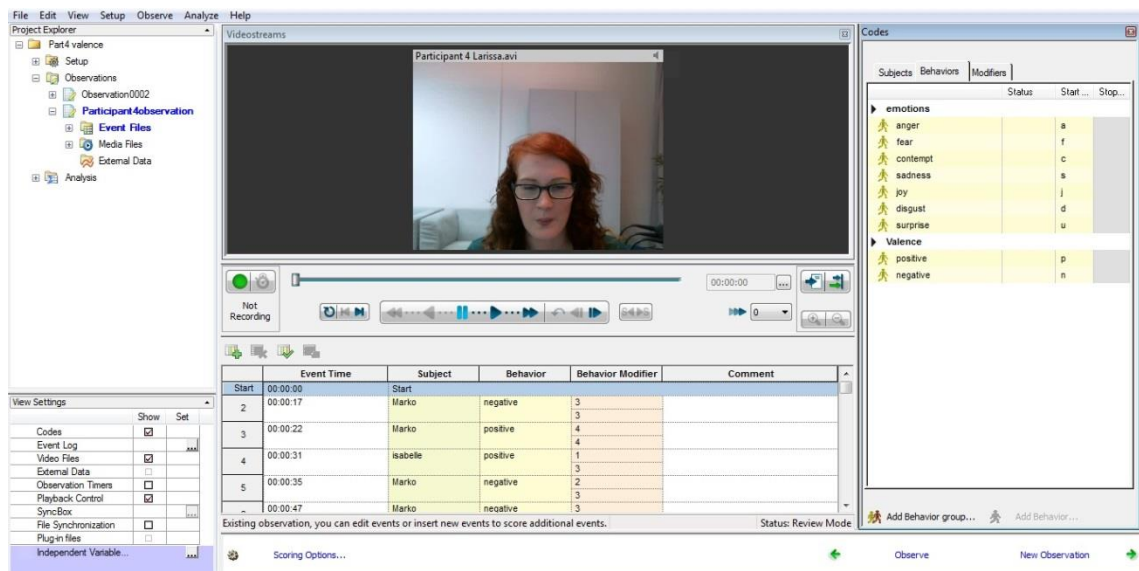 File Edit View Setup Observe Analyze Help
Project Explorer
Part4 valence
Setup
Observations
Observation0002
Participant4observation
Event Files
Media Files
External Data
Analysis
View Settings
Show Set
Codes
Event Log
Video Files
External Data
Observation Timers
Playback Control
SyncBox
File Synchronization
Plug-in files
Independent Variable...
Videostreams
Participant 4 Larissa.avi
Not
Recording
00:00:00
0
Event Time Subject Behavior Behavior Modifier Comment
Start 00:00:00 Start
2 00:00:17 Marko negative 3
3
3 00:00:22 Marko positive 4
4
4 00:00:31 isabelle positive 1
3
5 00:00:35 Marko negative 2
3
00:00:47 Marko negative 3
Existing observation, you can edit events or insert new events to score additional events. Status: Review Mode
Scoring Options...
Codes
Subjects Behaviors Modifiers
Status Start ... Stop...
emotions
anger a
fear f
contempt c
sadness s
joy j
disgust d
surprise u
Valence
positive p
negative n
Add Behavior group... Add Behavior...
Observe New Observation